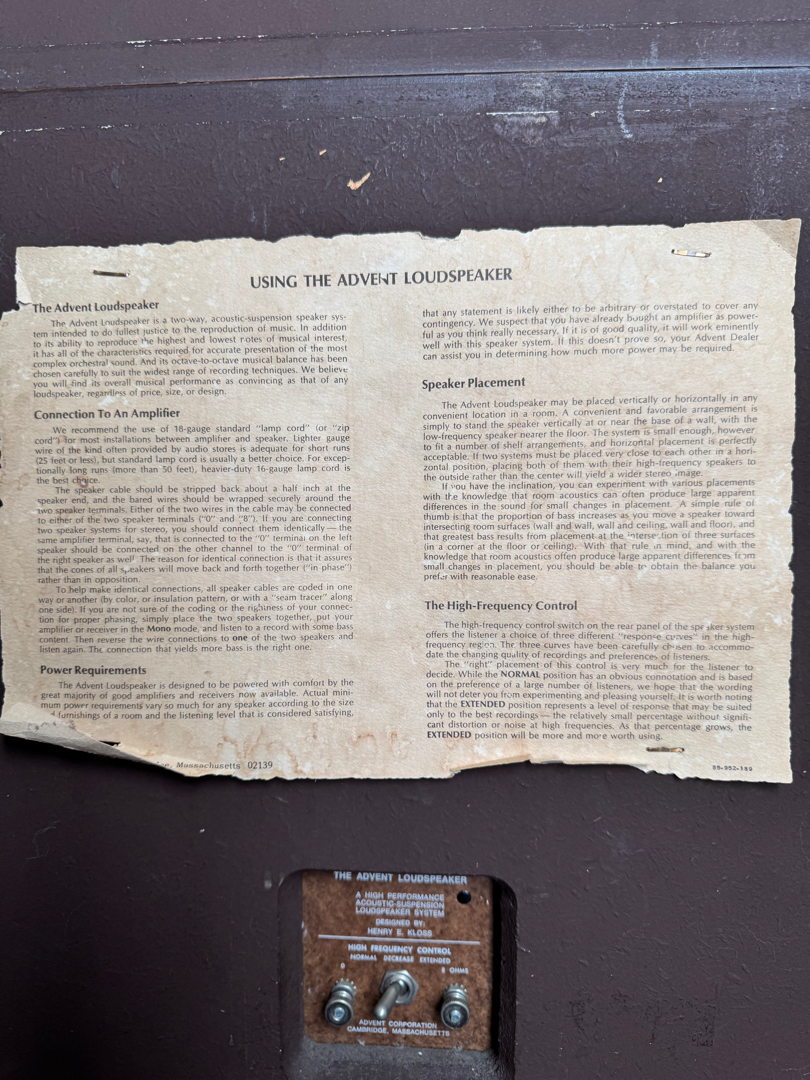 USING THE ADVENT LOUDSPEAKER
The Advent Loudspeaker
The Advent Loudspeaker is a two-way, acoustic-suspension speaker sys-
tem intended to do fullest justice to the reproduction of music. In addition
to its ability to reproduce the highest and lowest notes of musical interest,
it has all of the characteristics required for accurate presentation of the most
complex orchestral sound. And its octave-to-octave musical balance has been
chosen carefully to suit the widest range of recording techniques. We believe
you will find its overall musical performance as convincing as that of any
loudspeaker, regardless of price, size, or design.
Connection To An Amplifier
We recommend the use of 18-gauge standard "lamp cord" (or "zip
cord") for most installations between amplifier and speaker. Lighter gauge
wire of the kind often provided by audio stores is adequate for short runs
(25 feet or less), but standard lamp cord is usually a better choice. For excep-
tionally long runs (more than 50 feet), heavier-duty 16-gauge lamp cord is
the best choice.
The speaker cable should be stripped back about a half inch at the
speaker end, and the bared wires should be wrapped securely around the
two speaker terminals. Either of the two wires in the cable may be connected
to either of the two speaker terminals ("0" and "8"). If you are connecting
two speaker systems for stereo, you should connect them identically — the
same amplifier terminal, say, that is connected to the "0" terminal on the left
speaker should be connected on the other channel to the "0" terminal of
the right speaker as well. The reason for identical connection is that it assures
that the cones of all speakers will move back and forth together ("in phase")
rather than in opposition.
To help make identical connections, all speaker cables are coded in one
way or another (by color, or insulation pattern, or with a "seam tracer" along
one side). If you are not sure of the coding or the rightness of your connec-
tion for proper phasing, simply place the two speakers together, put your
amplifier or receiver in the Mono mode, and listen to a record with some bass
content. Then reverse the wire connections to one of the two speakers and
listen again. The connection that yields more bass is the right one.
Power Requirements
The Advent Loudspeaker is designed to be powered with comfort by the
great majority of good amplifiers and receivers now available. Actual mini-
mum power requirements vary so much for any speaker according to the size
furnishings of a room and the listening level that is considered satisfying,
that any statement is likely either to be arbitrary or overstated to cover any
contingency. We suspect that you have already bought an amplifier as power-
ful as you think really necessary. If it is of good quality, it will work eminently
well with this speaker system. If this doesn't prove so, your Advent Dealer
can assist you in determining how much more power may be required.
Speaker Placement
The Advent Loudspeaker may be placed vertically or horizontally in any
convenient location in a room. A convenient and favorable arrangement is
simply to stand the speaker vertically at or near the base of a wall, with the
low-frequency speaker nearer the floor. The system is small enough, however
to fit a number of shelf arrangements, and horizontal placement is perfectly
acceptable. If two systems must be placed very close to each other in a hori-
zontal position, placing both of them with their high-frequency speakers to
the outside rather than the center will yield a wider stereo image.
If you have the inclination, you can experiment with various placements
with the knowledge that room acoustics can often produce large apparent
differences in the sound for small changes in placement. A simple rule of
thumb is that the proportion of bass increases as you move a speaker toward
intersecting room surfaces (wall and wall, wall and ceiling, wall and floor), and
that greatest bass results from placement at the intersection of three surfaces
(in a corner at the floor or ceiling). With that rule in mind, and with the
knowledge that room acoustics often produce large apparent differences from
small changes in placement, you should be able to obtain the balance you
prefer with reasonable ease.
The High-Frequency Control
The high-frequency control switch on the rear panel of the speaker system
offers the listener a choice of three different "response curves" in the high-
frequency region. The three curves have been carefully chosen to accommo-
date the changing quality of recordings and preferences of listeners.
The "right" placement of this control is very much for the listener to
decide. While the NORMAL position has an obvious connotation and is based
on the preference of a large number of listeners, we hope that the wording
will not deter you from experimenting and pleasing yourself. It is worth noting
that the EXTENDED position represents a level of response that may be suited
only to the best recordings — the relatively small percentage without signifi-
cant distortion or noise at high frequencies. As that percentage grows, the
EXTENDED position will be more and more worth using.
Massachusetts 02139
88-952-180
THE ADVENT LOUDSPEAKER
A HIGH PERFORMANCE
ACOUSTIC-SUSPENSION
LOUDSPEAKER SYSTEM
DESIGNED BY:
HENRY E. KLOSS
HIGH FREQUENCY CONTROL
NORMAL DECREASE EXTENDED
0 8 OHMS
ADVENT CORPORATION
CAMBRIDGE, MASSACHUSETTS